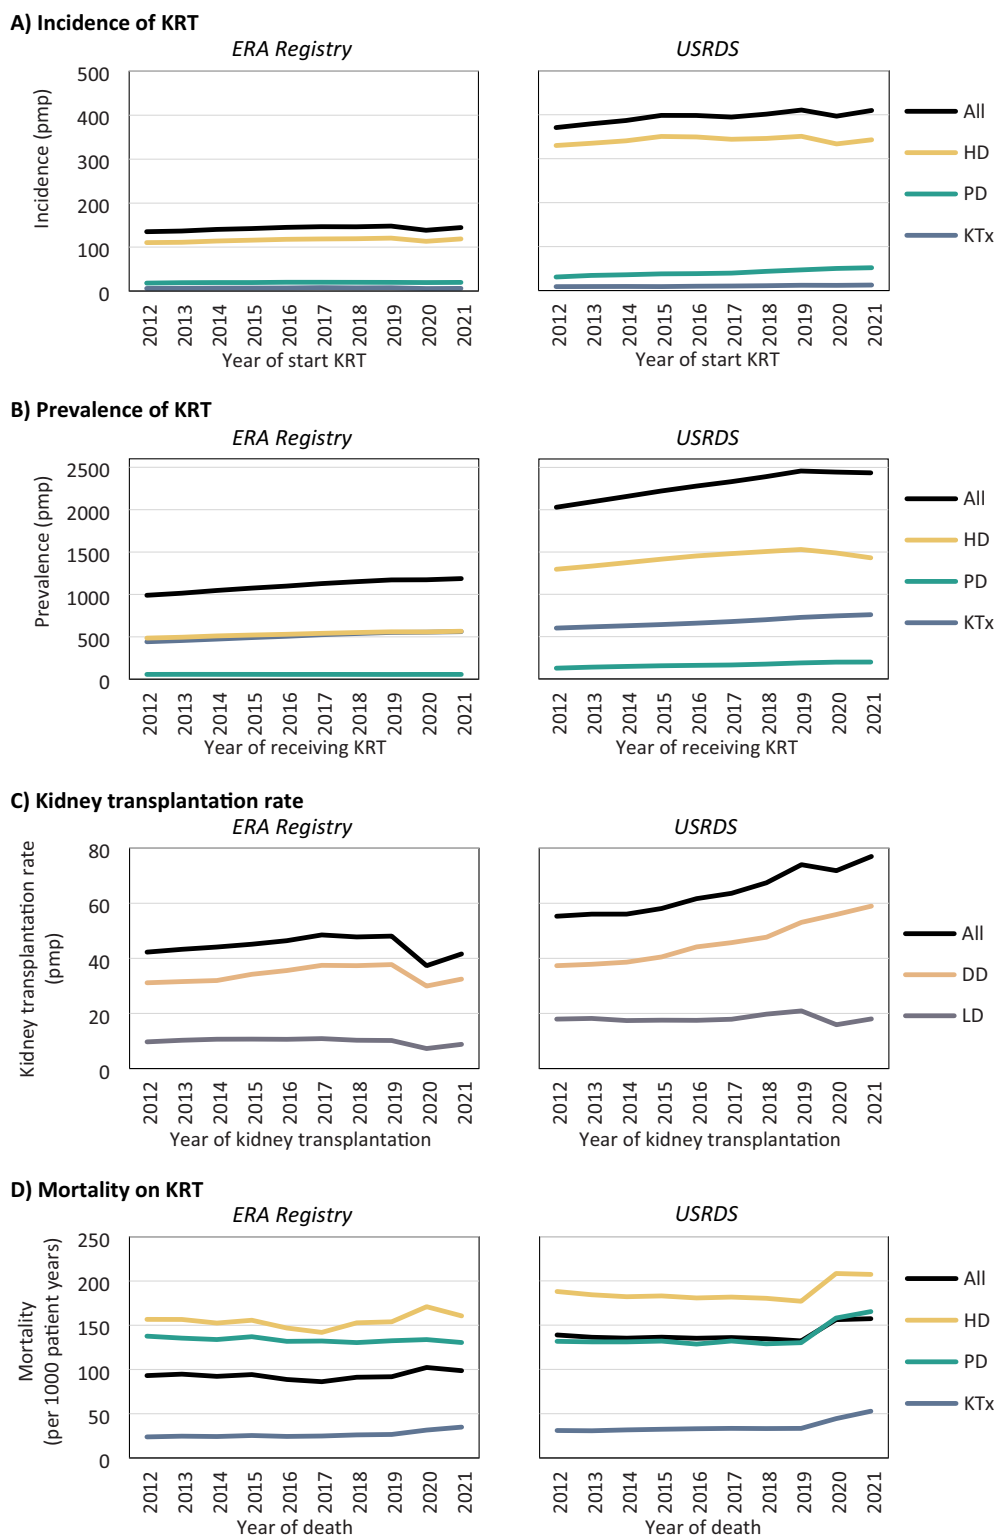 A) Incidence of KRT
ERA Registry
USRDS
Incidence (pmp)
500
400
300
200
100
0
2012
2013
2014
2015
2016
2017
2018
2019
2020
2021
Year of start KRT
2012
2013
2014
2015
2016
2017
2018
2019
2020
2021
Year of start KRT
All
HD
PD
KTx
B) Prevalence of KRT
ERA Registry
USRDS
Prevalence (pmp)
2500
2000
1500
1000
500
0
2012
2013
2014
2015
2016
2017
2018
2019
2020
2021
Year of receiving KRT
2012
2013
2014
2015
2016
2017
2018
2019
2020
2021
Year of receiving KRT
All
HD
PD
KTx
C) Kidney transplantation rate
ERA Registry
USRDS
Kidney transplantation rate
(pmp)
80
60
40
20
0
2012
2013
2014
2015
2016
2017
2018
2019
2020
2021
Year of kidney transplantation
2012
2013
2014
2015
2016
2017
2018
2019
2020
2021
Year of kidney transplantation
All
DD
LD
D) Mortality on KRT
ERA Registry
USRDS
Mortality
(per 1000 patient years)
250
200
150
100
50
0
2012
2013
2014
2015
2016
2017
2018
2019
2020
2021
Year of death
2012
2013
2014
2015
2016
2017
2018
2019
2020
2021
Year of death
All
HD
PD
KTx